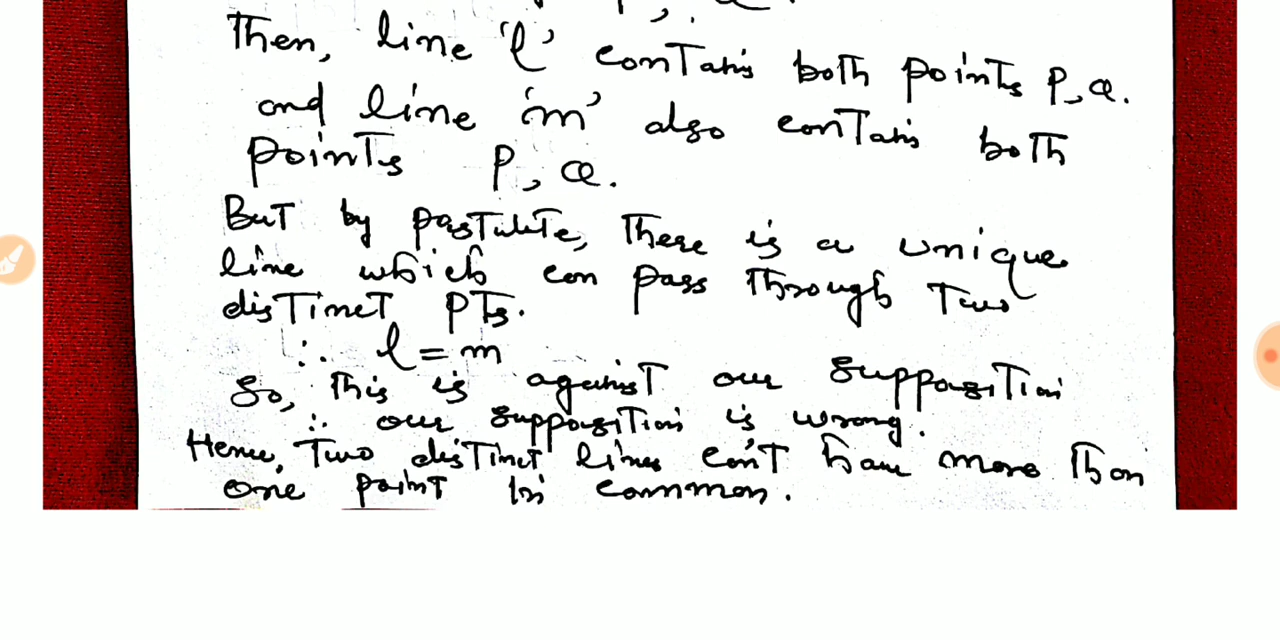 Then, line 'l' contains both points P, Q.
and line 'm' also contains both
points P, Q.
But by postulate, there is a unique
line which can pass through two
distinct pts.
∴ l = m
So, this is against our supposition
∴ our supposition is wrong.
Hence, two distinct lines can't have more than
one point in common.